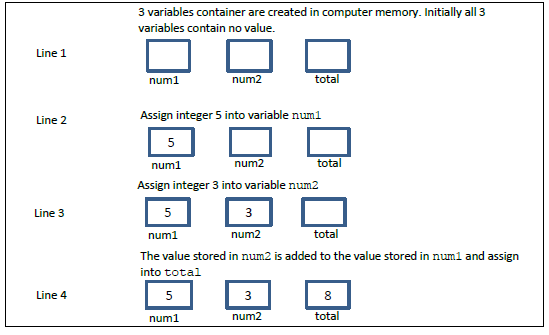 3 variables container are created in computer memory. Initially all 3
variables contain no value.
Line 1
num1 num2 total
Line 2
Assign integer 5 into variable num1
5
num1 num2 total
Assign integer 3 into variable num2
Line 3
5 3
num1 num2 total
The value stored in num2 is added to the value stored in num1 and assign
into total
Line 4
5 3 8
num1 num2 total